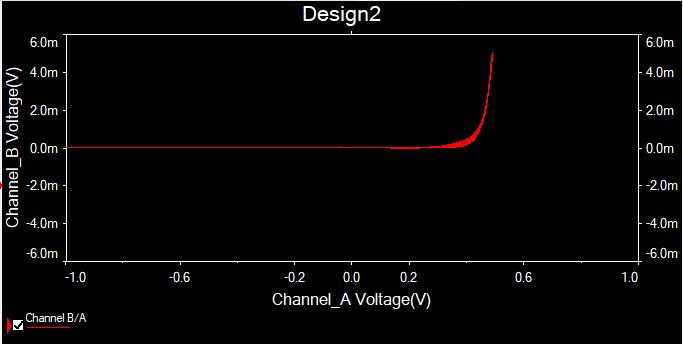 Design2
6.0m 6.0m
4.0m 4.0m
2.0m 2.0m
0.0m 0.0m
-2.0m -2.0m
-4.0m -4.0m
-6.0m -6.0m
Channel_B Voltage(V)
-1.0 -0.6 -0.2 0.0 0.2 0.6 1.0
Channel_A Voltage(V)
Channel B/A